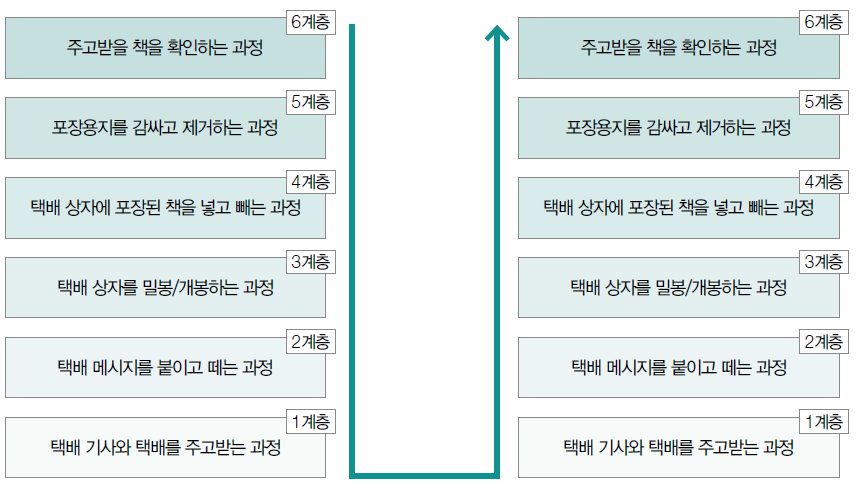 6계층
주고받을 책을 확인하는 과정
5계층
포장용지를 감싸고 제거하는 과정
4계층
택배 상자에 포장된 책을 넣고 빼는 과정
3계층
택배 상자를 밀봉/개봉하는 과정
2계층
택배 메시지를 붙이고 떼는 과정
1계층
택배 기사와 택배를 주고받는 과정
6계층
주고받을 책을 확인하는 과정
5계층
포장용지를 감싸고 제거하는 과정
4계층
택배 상자에 포장된 책을 넣고 빼는 과정
3계층
택배 상자를 밀봉/개봉하는 과정
2계층
택배 메시지를 붙이고 떼는 과정
1계층
택배 기사와 택배를 주고받는 과정